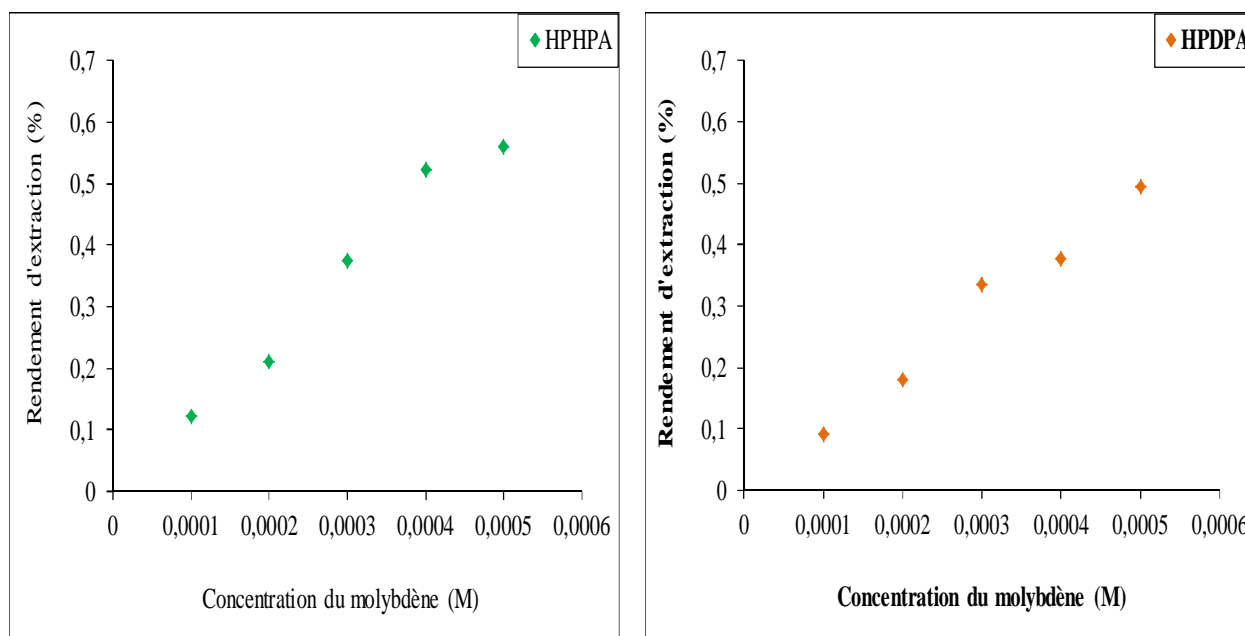 HPHPA
0,7
0,6
0,5
0,4
0,3
0,2
0,1
0
Rendement d'extraction (%)
0 0,0001 0,0002 0,0003 0,0004 0,0005 0,0006
Concentration du molybdène (M)
HPDPA
0,7
0,6
0,5
0,4
0,3
0,2
0,1
0
Rendement d'extraction (%)
0 0,0001 0,0002 0,0003 0,0004 0,0005 0,0006
Concentration du molybdène (M)